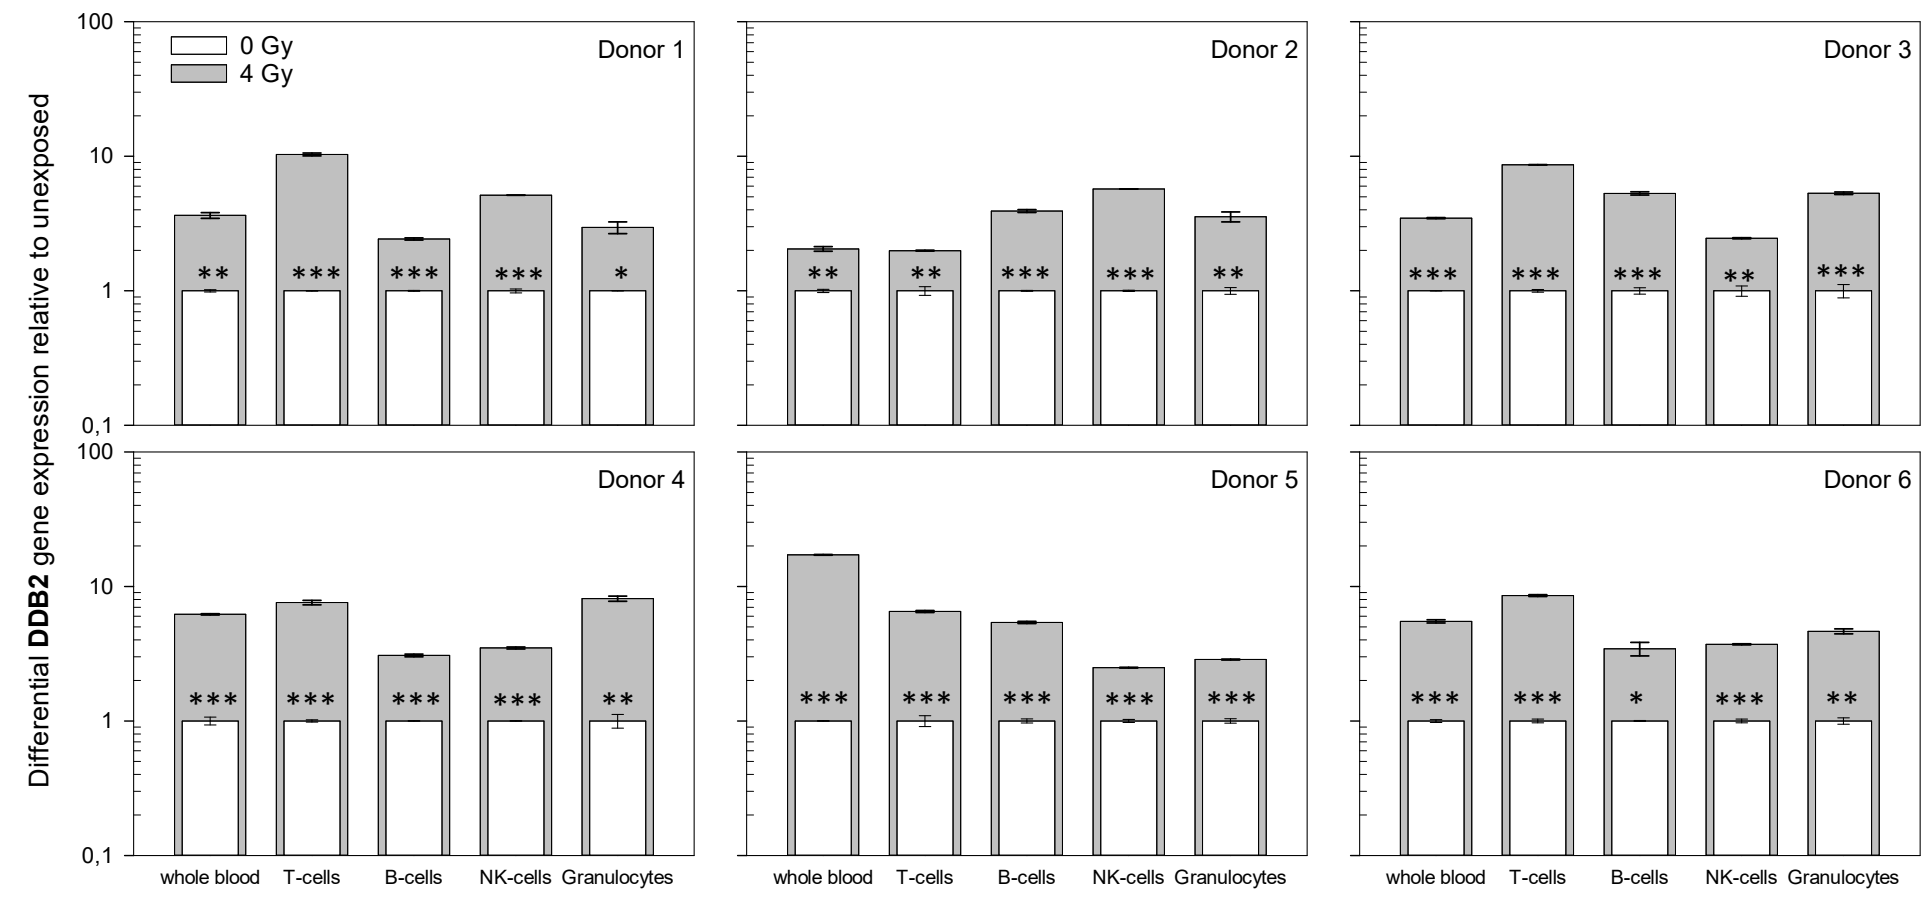 Differential DDB2 gene expression relative to unexposed
100
10
1
0,1
0 Gy
4 Gy
Donor 1
** *** *** *** *
Donor 2
** ** *** *** **
Donor 3
*** *** *** ** ***
100
10
1
0,1
Donor 4
*** *** *** *** **
whole blood T-cells B-cells NK-cells Granulocytes
Donor 5
*** *** *** *** ***
whole blood T-cells B-cells NK-cells Granulocytes
Donor 6
*** *** * *** **
whole blood T-cells B-cells NK-cells Granulocytes